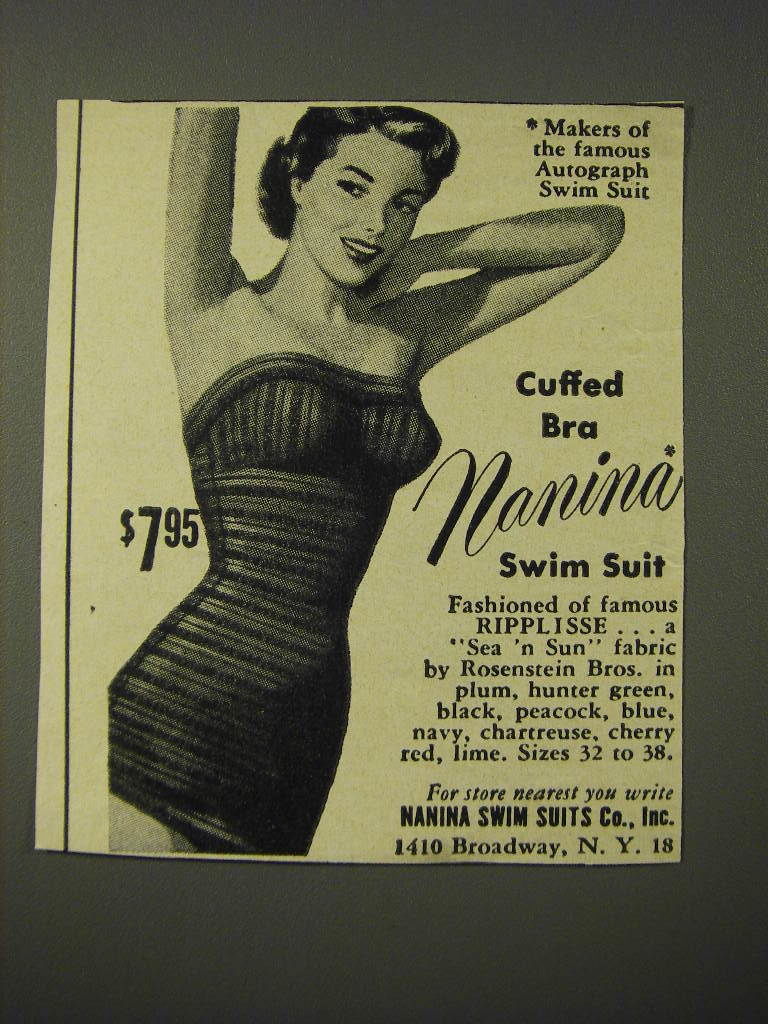 * Makers of
the famous
Autograph
Swim Suit
Cuffed
Bra
Nanina*
$7.95
Swim Suit
Fashioned of famous
RIPPLISSE . . . a
"Sea 'n Sun" fabric
by Rosenstein Bros. in
plum, hunter green,
black, peacock, blue,
navy, chartreuse, cherry
red, lime. Sizes 32 to 38.
For store nearest you write
NANINA SWIM SUITS Co., Inc.
1410 Broadway, N. Y. 18